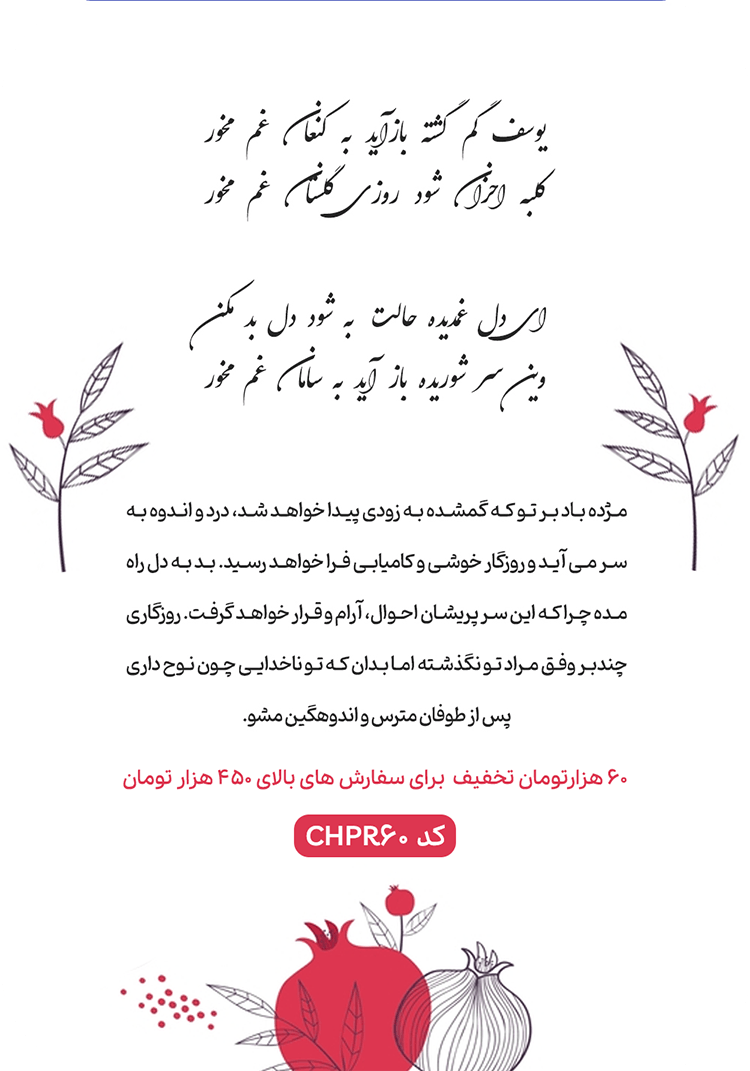 یوسف گم گشته بازآید به کنعان غم مخور
کلبه احزان شود روزی گلستان غم مخور
ای دل غمدیده حالت به شود دل بد مکن
وین سر شوریده باز آید به سامان غم مخور
مژده باد بر تو که گمشده به زودی پیدا خواهد شد، درد و اندوه به
سر می آید و روزگار خوشی و کامیابی فرا خواهد رسید. بد به دل راه
مده چرا که این سر پریشان احوال، آرام و قرار خواهد گرفت. روزگاری
چند بر وفق مراد تو نگذشته اما بدان که تو ناخدایی چون نوح داری
پس از طوفان مترس و اندوهگین مشو.
۶۰ هزارتومان تخفیف برای سفارش های بالای ۴۵۰ هزار تومان
کد CHPR۶۰